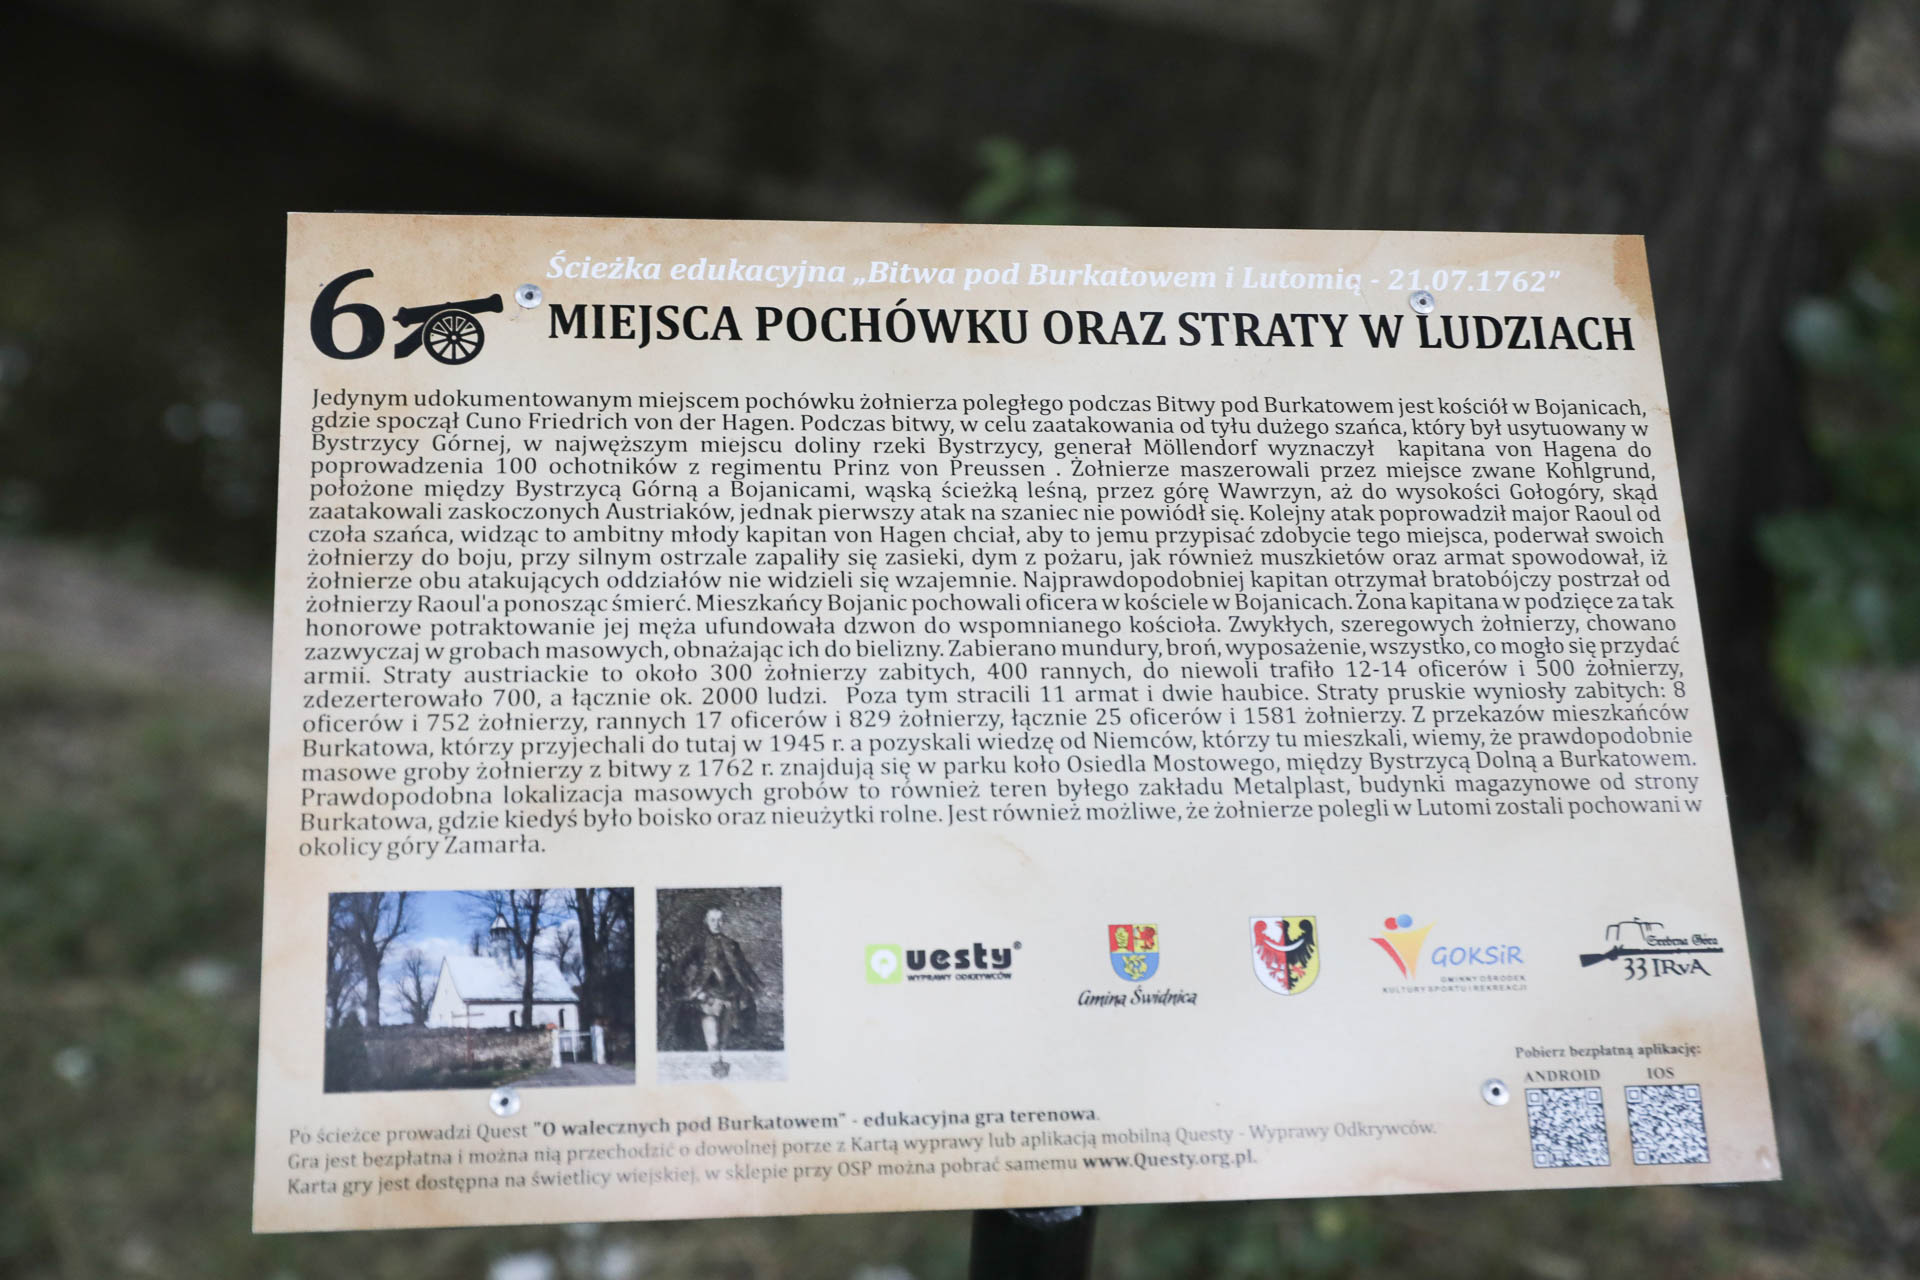 Ścieżka edukacyjna „Bitwa pod Burkatowem i Lutomią - 21.07.1762"
6 MIEJSCA POCHÓWKU ORAZ STRATY W LUDZIACH
Jedynym udokumentowanym miejscem pochówku żołnierza poległego podczas Bitwy pod Burkatowem jest kościół w Bojanicach,
gdzie spoczął Cuno Friedrich von der Hagen. Podczas bitwy, w celu zaatakowania od tyłu dużego szańca, który był usytuowany w
Bystrzycy Górnej, w najwęższym miejscu doliny rzeki Bystrzycy, generał Möllendorf wyznaczył kapitana von Hagena do
poprowadzenia 100 ochotników z regimentu Prinz von Preussen . Żołnierze maszerowali przez miejsce zwane Kohlgrund,
położone między Bystrzycą Górną a Bojanicami, wąską ścieżką leśną, przez górę Wawrzyn, aż do wysokości Gołogóry, skąd
zaatakowali zaskoczonych Austriaków, jednak pierwszy atak na szaniec nie powiódł się. Kolejny atak poprowadził major Raoul od
czoła szańca, widząc to ambitny młody kapitan von Hagen chciał, aby to jemu przypisać zdobycie tego miejsca, poderwał swoich
żołnierzy do boju, przy silnym ostrzale zapaliły się zasieki, dym z pożaru, jak również muszkietów oraz armat spowodował, iż
żołnierze obu atakujących oddziałów nie widzieli się wzajemnie. Najprawdopodobniej kapitan otrzymał bratobójczy postrzał od
żołnierzy Raoul'a ponosząc śmierć. Mieszkańcy Bojanic pochowali oficera w kościele w Bojanicach. Żona kapitana w podzięce za tak
honorowe potraktowanie jej męża ufundowała dzwon do wspomnianego kościoła. Zwykłych, szeregowych żołnierzy, chowano
zazwyczaj w grobach masowych, obnażając ich do bielizny. Zabierano mundury, broń, wyposażenie, wszystko, co mogło się przydać
armii. Straty austriackie to około 300 żołnierzy zabitych, 400 rannych, do niewoli trafiło 12-14 oficerów i 500 żołnierzy,
zdezerterowało 700, a łącznie ok. 2000 ludzi. Poza tym stracili 11 armat i dwie haubice. Straty pruskie wyniosły zabitych: 8
oficerów i 752 żołnierzy, rannych 17 oficerów i 829 żołnierzy, łącznie 25 oficerów i 1581 żołnierzy. Z przekazów mieszkańców
Burkatowa, którzy przyjechali do tutaj w 1945 r. a pozyskali wiedzę od Niemców, którzy tu mieszkali, wiemy, że prawdopodobnie
masowe groby żołnierzy z bitwy z 1762 r. znajdują się w parku koło Osiedla Mostowego, między Bystrzycą Dolną a Burkatowem.
Prawdopodobna lokalizacja masowych grobów to również teren byłego zakładu Metalplast, budynki magazynowe od strony
Burkatowa, gdzie kiedyś było boisko oraz nieużytki rolne. Jest również możliwe, że żołnierze polegli w Lutomi zostali pochowani w
okolicy góry Zamarła.
Questy®
WYPRAWY ODKRYWCÓW
Gmina Świdnica
GOKSiR
GMINNY OŚRODEK
KULTURY SPORTU I REKREACJI
Srebrna Góra
33 IRvA
Pobierz bezpłatną aplikację:
ANDROID IOS
Po ścieżce prowadzi Quest "O walecznych pod Burkatowem" - edukacyjna gra terenowa.
Gra jest bezpłatna i można nią przechodzić o dowolnej porze z Kartą wyprawy lub aplikacją mobilną Questy - Wyprawy Odkrywców.
Karta gry jest dostępna na świetlicy wiejskiej, w sklepie przy OSP można pobrać samemu www.Questy.org.pl.